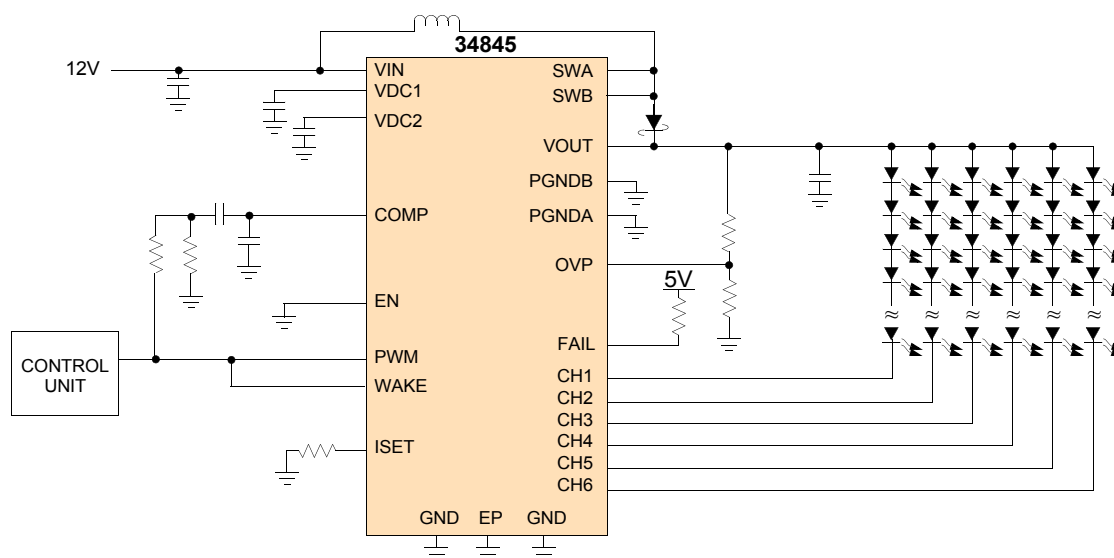 34845
12V
VIN
VDC1
VDC2
COMP
EN
PWM
WAKE
ISET
SWA
SWB
VOUT
PGNDB
PGNDA
OVP
5V
FAIL
CH1
CH2
CH3
CH4
CH5
CH6
CONTROL
UNIT
GND EP GND